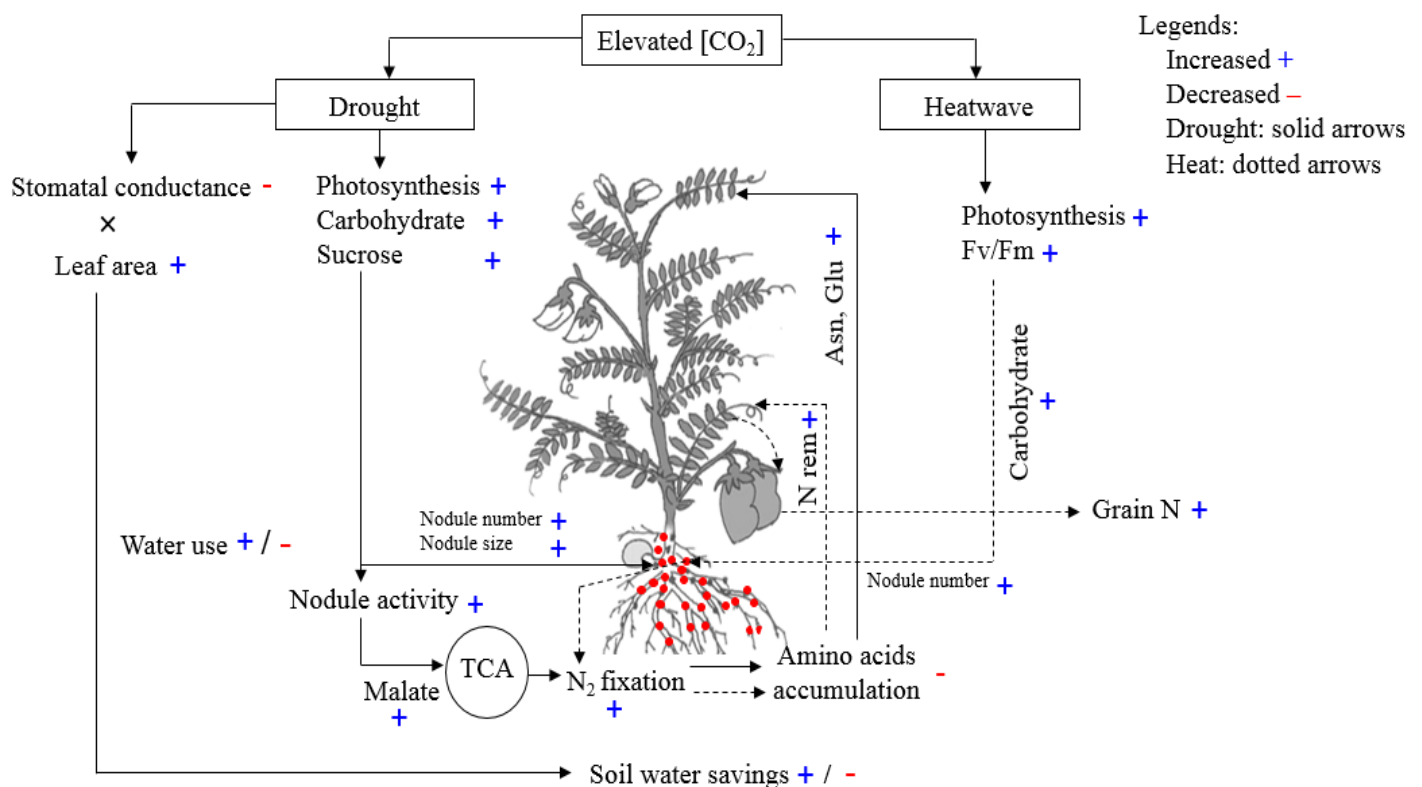 Elevated [CO₂]
Legends:
Increased +
Decreased –
Drought: solid arrows
Heat: dotted arrows
Drought
Heatwave
Stomatal conductance -
×
Leaf area +
Photosynthesis +
Carbohydrate +
Sucrose +
Photosynthesis +
Fv/Fm +
Asn, Glu +
N rem +
Carbohydrate +
Grain N +
Nodule number +
Nodule size +
Water use + / -
Nodule number +
Nodule activity +
TCA
Malate +
N₂ fixation +
Amino acids
accumulation -
Soil water savings + / -